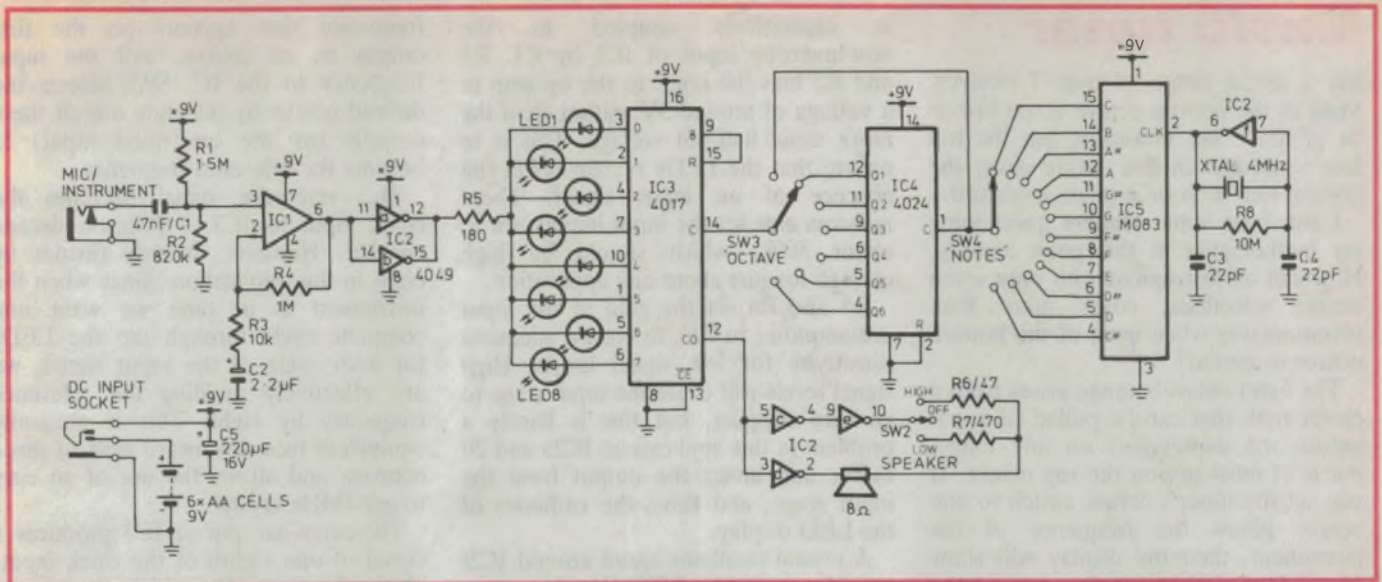 +9V
R1
1·5M
MIC/
INSTRUMENT
47nF/C1
R2
820k
+9V
3
2
7
IC1
6
4
R4
1M
R3
10k
C2
2·2μF
+9V
11
12
IC2
14
15
8
4049
R5
180
DC INPUT
SOCKET
+9V
C5
220μF
16V
6×AA CELLS
9V
LED1
LED8
+9V
16
3 0
2 1
4 2
7 3
10 4
1 5
5 6
6 7
IC3
4017
8 9
R 15
C 14
CO 12
CE
8
13
SW3
OCTAVE
+9V
14
12 Q1
11 Q2
9 Q3
6 Q4
5 Q5
4 Q6
IC4
4024
C 1
R
7
2
SW4
NOTES
+9V
1
15 C
14 B
13 A#
12 A
11 G#
10 G
9 F#
8 F
7 E
6 D#
5 D
4 C#
IC5
M083
CLK 2
3
IC2
6
7
XTAL 4MHz
R8
10M
C3
22pF
C4
22pF
5
4
9
10
c
e
3
2
d
IC2
SW2
HIGH
OFF
LOW
R6/47
R7/470
SPEAKER
8Ω